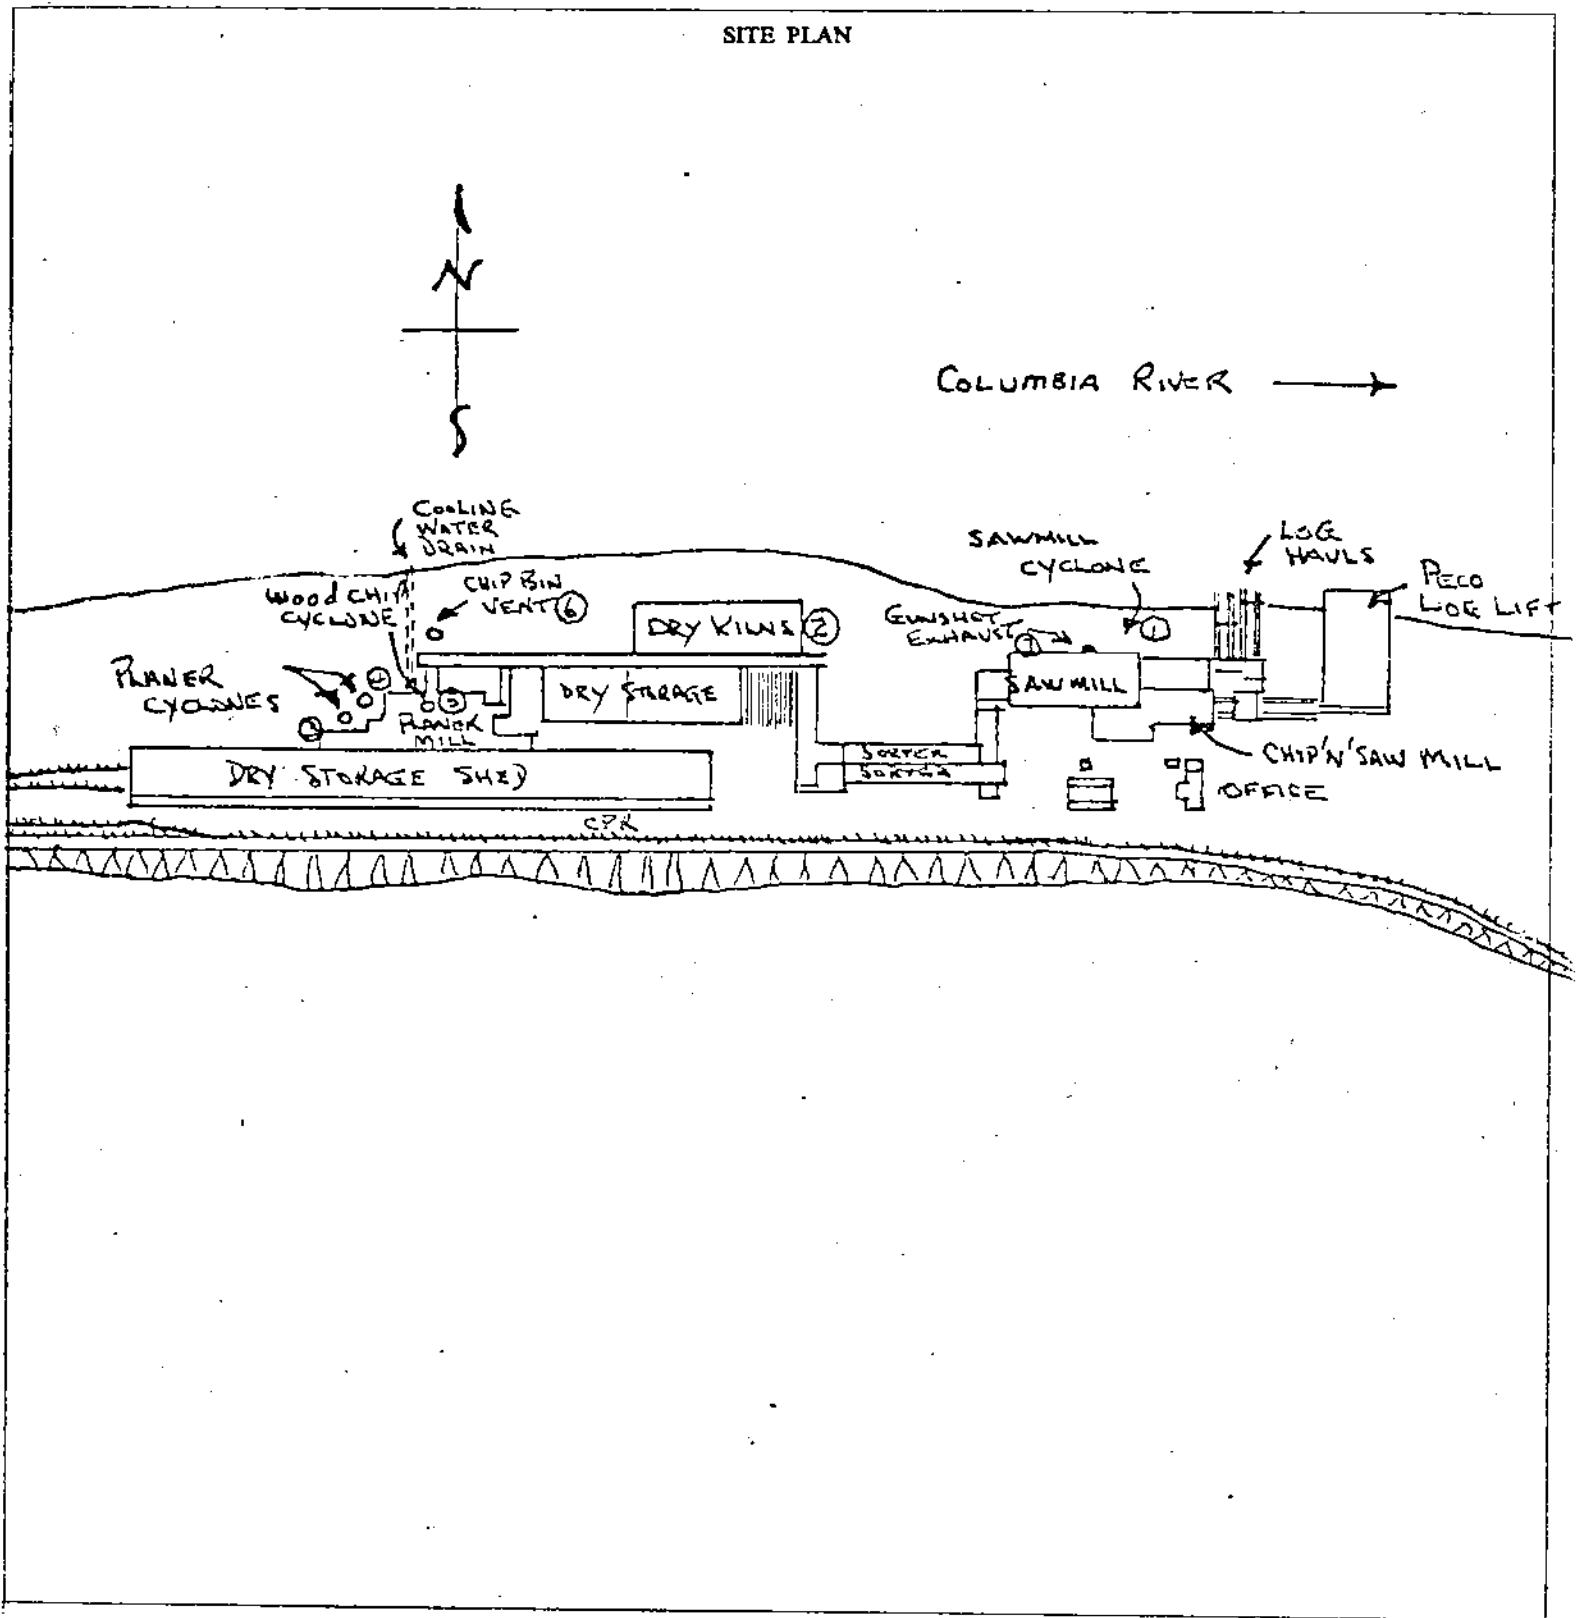 SITE PLAN
N
S
COLUMBIA RIVER
COOLING
WATER
DRAIN
WOOD CHIP
CYCLONE
CHIP BIN
VENT 6
DRY KILNS 2
SAWMILL
CYCLONE
1
GUNSHOT
EXHAUST 7
LOG
HAULS
PECO
LOG LIFT
PLANER
CYCLONES
4
3
5
PLANER
MILL
DRY STORAGE
SAWMILL
SORTER
SORTER
CHIP'N'SAW MILL
OFFICE
DRY STORAGE SHED
CPR